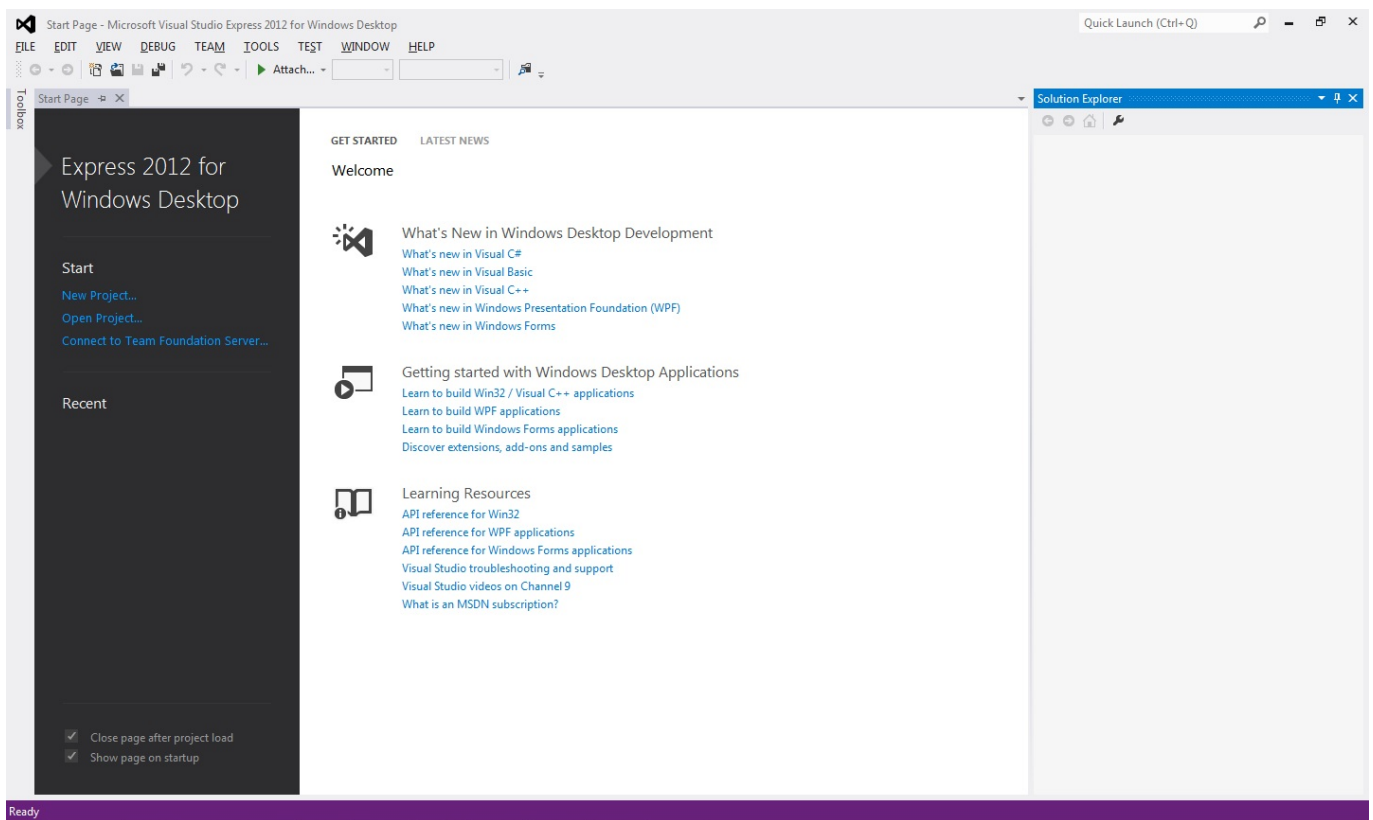 Start Page - Microsoft Visual Studio Express 2012 for Windows Desktop
Quick Launch (Ctrl+Q)
FILE EDIT VIEW DEBUG TEAM TOOLS TEST WINDOW HELP
Attach...
Toolbox
Start Page
Solution Explorer
Express 2012 for
Windows Desktop
Start
New Project...
Open Project...
Connect to Team Foundation Server...
Recent
Close page after project load
Show page on startup
GET STARTED LATEST NEWS
Welcome
What's New in Windows Desktop Development
What's new in Visual C#
What's new in Visual Basic
What's new in Visual C++
What's new in Windows Presentation Foundation (WPF)
What's new in Windows Forms
Getting started with Windows Desktop Applications
Learn to build Win32 / Visual C++ applications
Learn to build WPF applications
Learn to build Windows Forms applications
Discover extensions, add-ons and samples
Learning Resources
API reference for Win32
API reference for WPF applications
API reference for Windows Forms applications
Visual Studio troubleshooting and support
Visual Studio videos on Channel 9
What is an MSDN subscription?
Ready